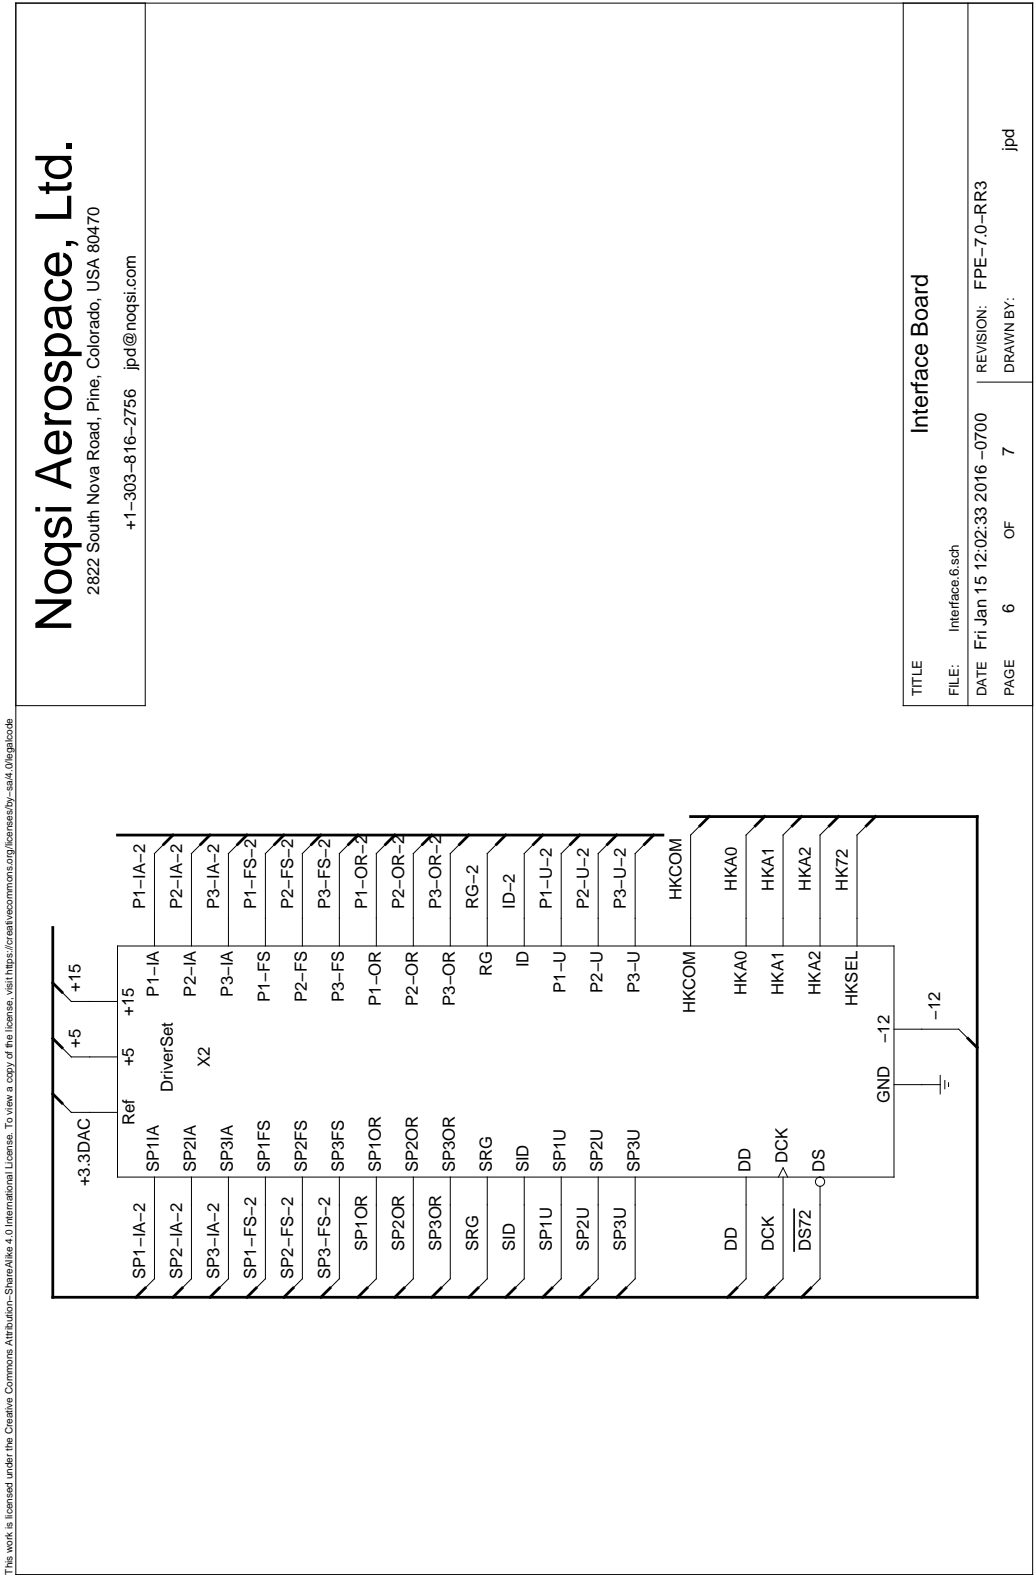 This work is licensed under the Creative Commons Attribution−ShareAlike 4.0 International License. To view a copy of the license, visit https://creativecommons.org/licenses/by−sa/4.0/legalcode
Noqsi Aerospace, Ltd.
2822 South Nova Road, Pine, Colorado, USA 80470
+1−303−816−2756 jpd@noqsi.com
+3.3DAC
+5
+15
Ref
+5
+15
DriverSet
X2
SP1−IA−2 SP1IA P1−IA P1−IA−2
SP2−IA−2 SP2IA P2−IA P2−IA−2
SP3−IA−2 SP3IA P3−IA P3−IA−2
SP1−FS−2 SP1FS P1−FS P1−FS−2
SP2−FS−2 SP2FS P2−FS P2−FS−2
SP3−FS−2 SP3FS P3−FS P3−FS−2
SP1OR SP1OR P1−OR P1−OR−2
SP2OR SP2OR P2−OR P2−OR−2
SP3OR SP3OR P3−OR P3−OR−2
SRG SRG RG RG−2
SID SID ID ID−2
SP1U SP1U P1−U P1−U−2
SP2U SP2U P2−U P2−U−2
SP3U SP3U P3−U P3−U−2
HKCOM HKCOM
DD DD HKA0 HKA0
DCK DCK HKA1 HKA1
DS72 DS HKA2 HKA2
HKSEL HK72
GND −12
−12
TITLE
Interface Board
FILE: Interface.6.sch
DATE Fri Jan 15 12:02:33 2016 −0700 REVISION: FPE−7.0−RR3
PAGE 6 OF 7 DRAWN BY: jpd